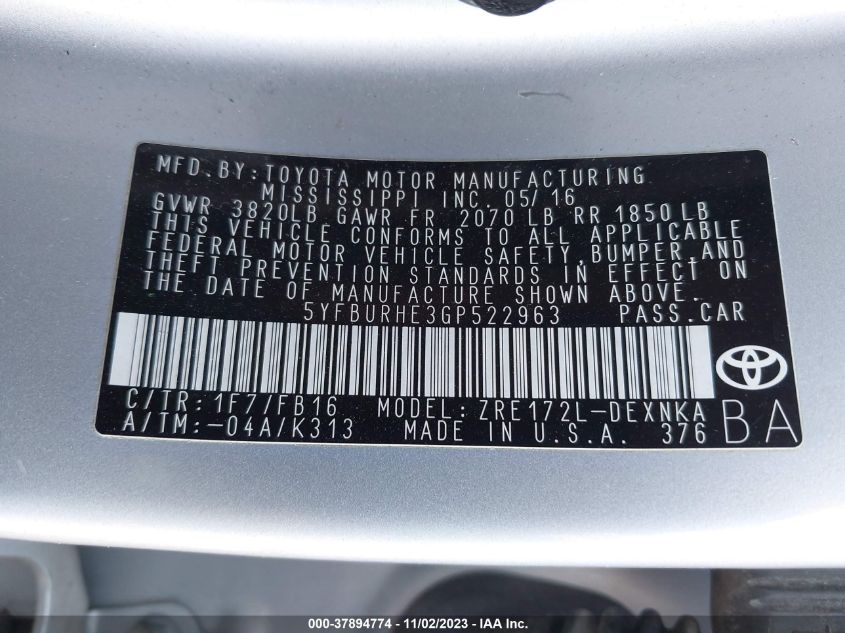 MFD.BY:TOYOTA MOTOR MANUFACTURING
MISSISSIPPI INC. 05/16
GVWR 3820LB GAWR FR 2070 LB RR 1850 LB
THIS VEHICLE CONFORMS TO ALL APPLICABLE
FEDERAL MOTOR VEHICLE SAFETY,BUMPER,AND
THEFT PREVENTION STANDARDS IN EFFECT ON
THE DATE OF MANUFACTURE SHOWN ABOVE.
5YFBURHE3GP522963 PASS.CAR
C/TR:1F7/FB16 MODEL:ZRE172L-DEXNKA
A/TM:-04A/K313 MADE IN U.S.A. 376
BA
000-37894774 - 11/02/2023 - IAA Inc.